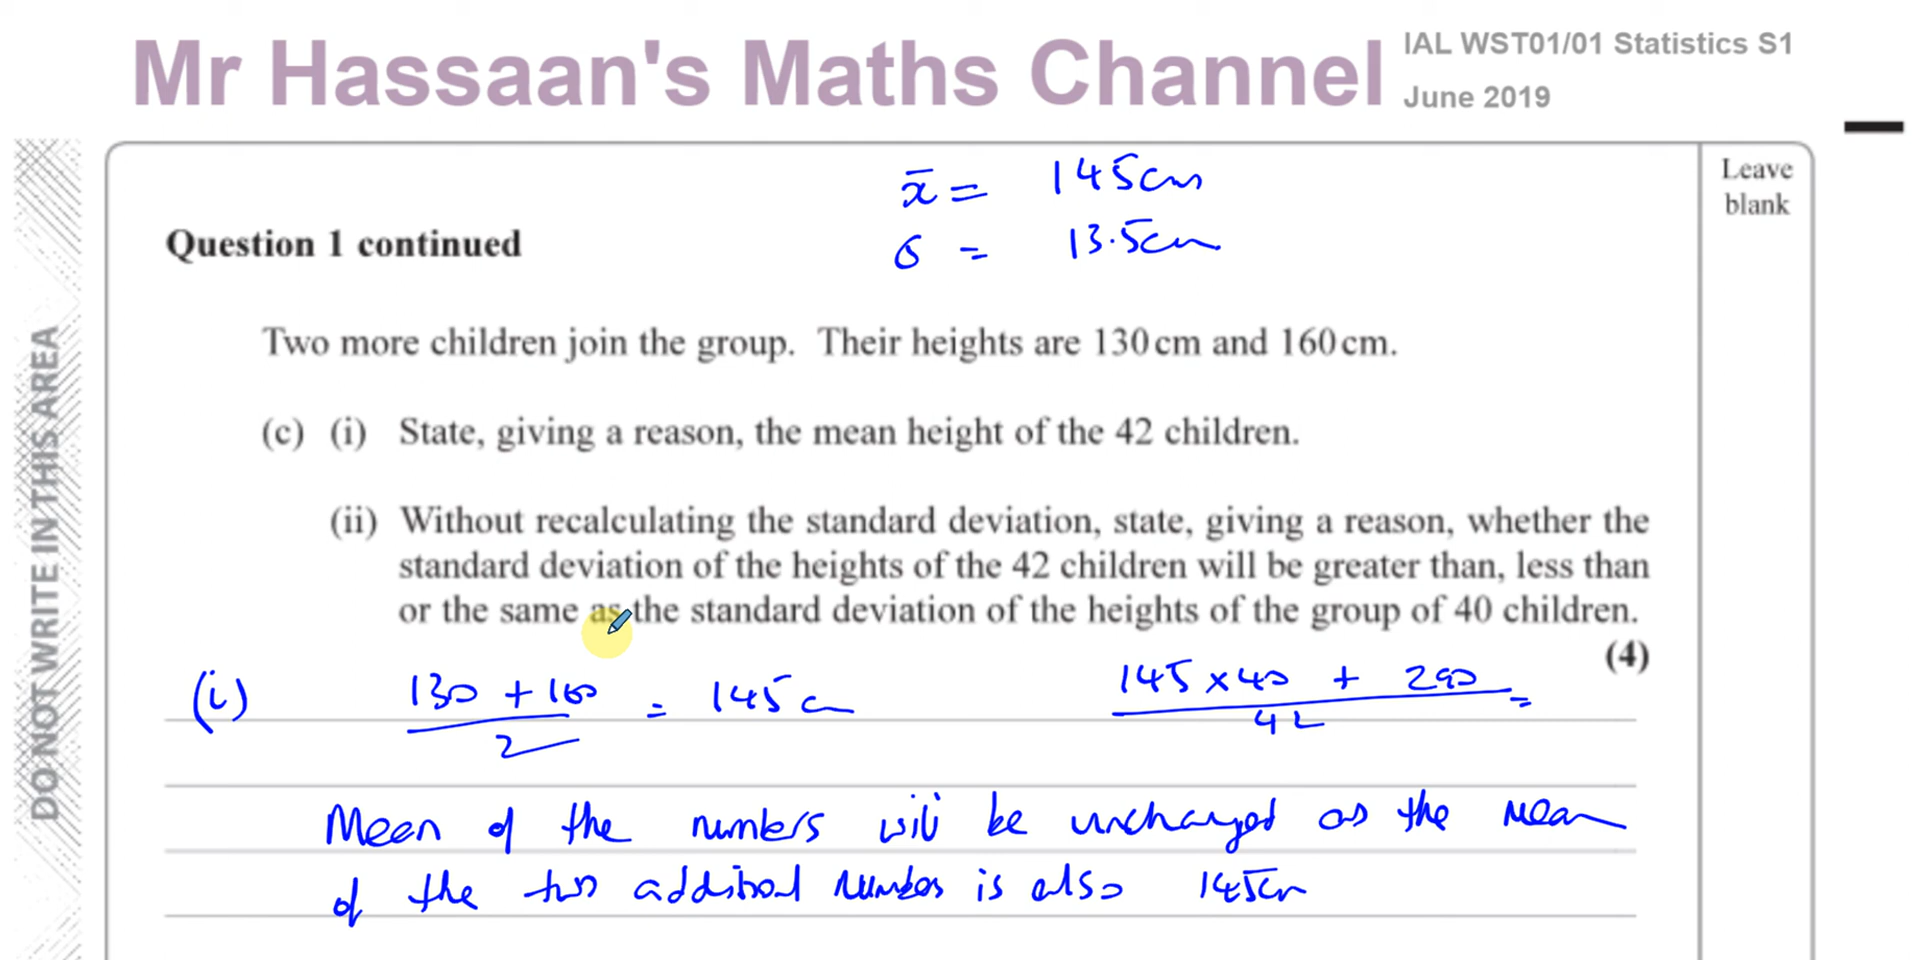 Mr Hassaan's Maths Channel
IAL WST01/01 Statistics S1
June 2019
Leave
blank
x̄ = 145cm
σ = 13.5cm
Question 1 continued
Two more children join the group. Their heights are 130 cm and 160 cm.
(c) (i) State, giving a reason, the mean height of the 42 children.
(ii) Without recalculating the standard deviation, state, giving a reason, whether the
standard deviation of the heights of the 42 children will be greater than, less than
or the same as the standard deviation of the heights of the group of 40 children.
(4)
(i) 130 + 160 / 2 = 145cm
145 × 40 + 290 / 42 =
Mean of the numbers will be unchanged as the mean
of the two additional numbers is also 145cm
DO NOT WRITE IN THIS AREA